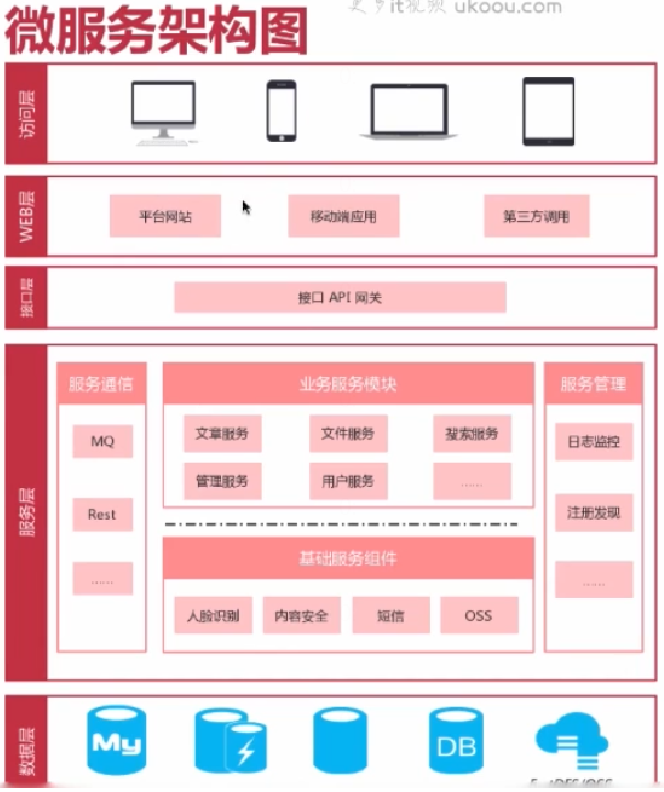 更多it视频 ukoou.com
微服务架构图
访问层
WEB层
平台网站
移动端应用
第三方调用
接口层
接口 API 网关
服务层
服务通信
MQ
Rest
......
业务服务模块
文章服务
文件服务
搜索服务
管理服务
用户服务
......
基础服务组件
人脸识别
内容安全
短信
OSS
服务管理
日志监控
注册发现
......
数据层
My
DB